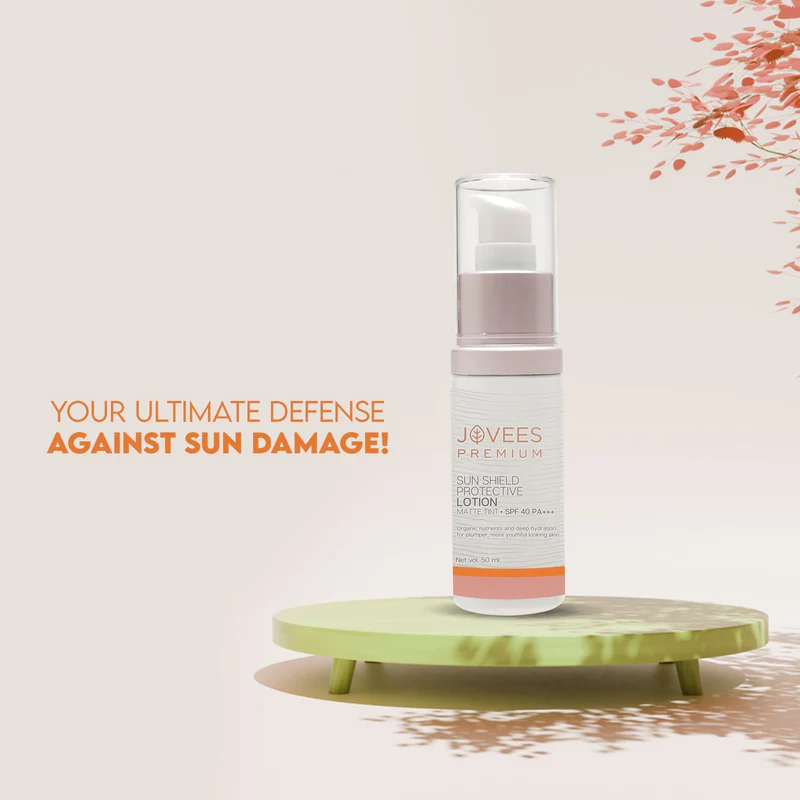 YOUR ULTIMATE DEFENSE
AGAINST SUN DAMAGE!
JOVEES
PREMIUM
SUN SHIELD
PROTECTIVE
LOTION
MATTE TINT • SPF 40 PA+++
Organic nutrients and deep hydration
for plumper, more youthful looking skin
Net vol. 50 ml